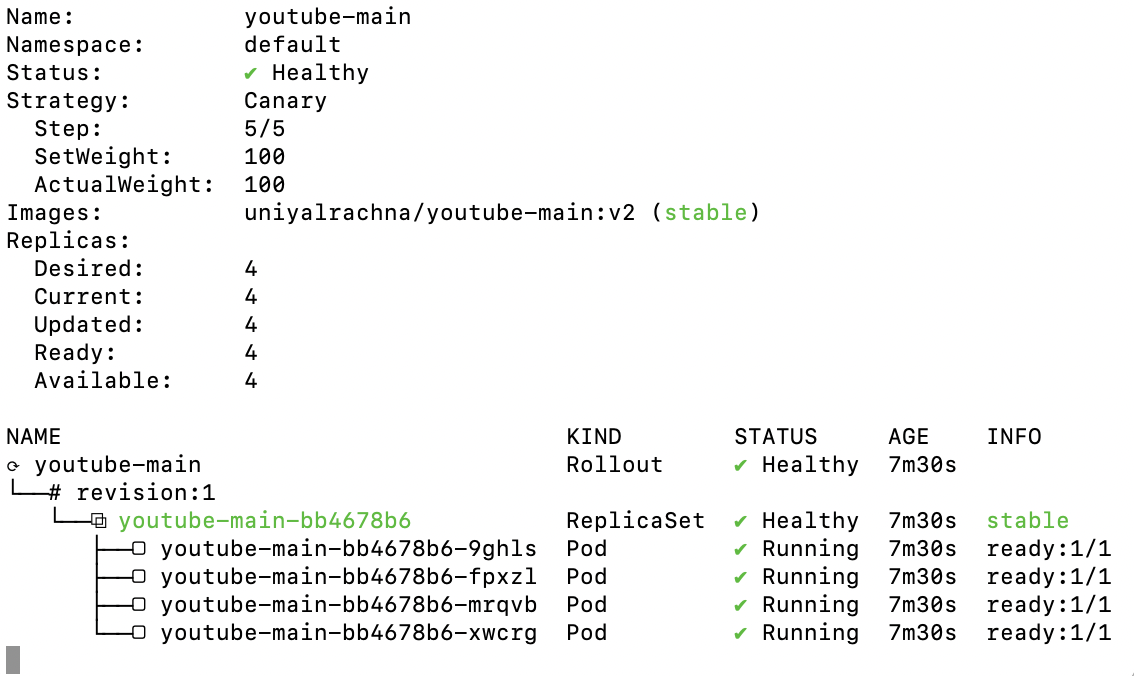 Name:            youtube-main
Namespace:       default
Status:          ✔ Healthy
Strategy:        Canary
  Step:          5/5
  SetWeight:     100
  ActualWeight:  100
Images:          uniyalrachna/youtube-main:v2 (stable)
Replicas:
  Desired:       4
  Current:       4
  Updated:       4
  Ready:         4
  Available:     4

NAME                                    KIND        STATUS     AGE    INFO
⟳ youtube-main                          Rollout     ✔ Healthy  7m30s
└──# revision:1
   └──⧉ youtube-main-bb4678b6           ReplicaSet  ✔ Healthy  7m30s  stable
      ├──□ youtube-main-bb4678b6-9ghls  Pod         ✔ Running  7m30s  ready:1/1
      ├──□ youtube-main-bb4678b6-fpxzl  Pod         ✔ Running  7m30s  ready:1/1
      ├──□ youtube-main-bb4678b6-mrqvb  Pod         ✔ Running  7m30s  ready:1/1
      └──□ youtube-main-bb4678b6-xwcrg  Pod         ✔ Running  7m30s  ready:1/1